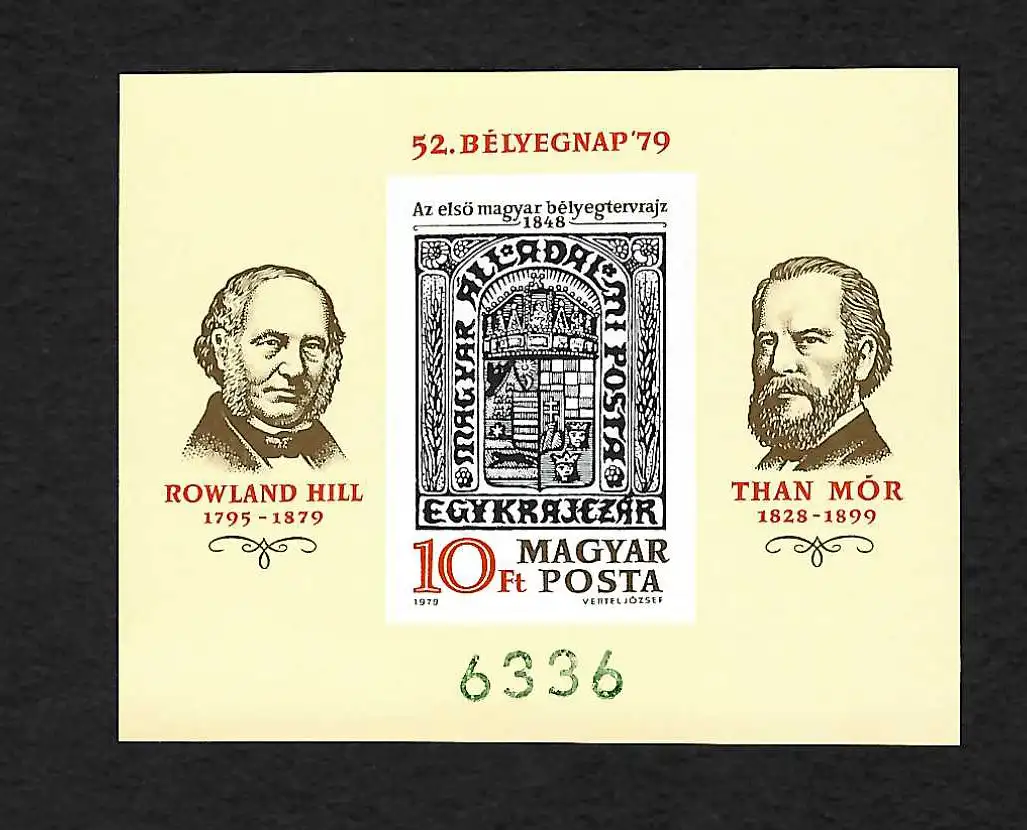 52. BÉLYEGNAP '79
Az első magyar bélyegtervrajz
1848
MAGYAR ÁLLADALMI POSTA
EGY KRAJCZÁR
10 Ft MAGYAR POSTA
1979 VERTEL JÓZSEF
ROWLAND HILL
1795 - 1879
THAN MÓR
1828 - 1899
6336